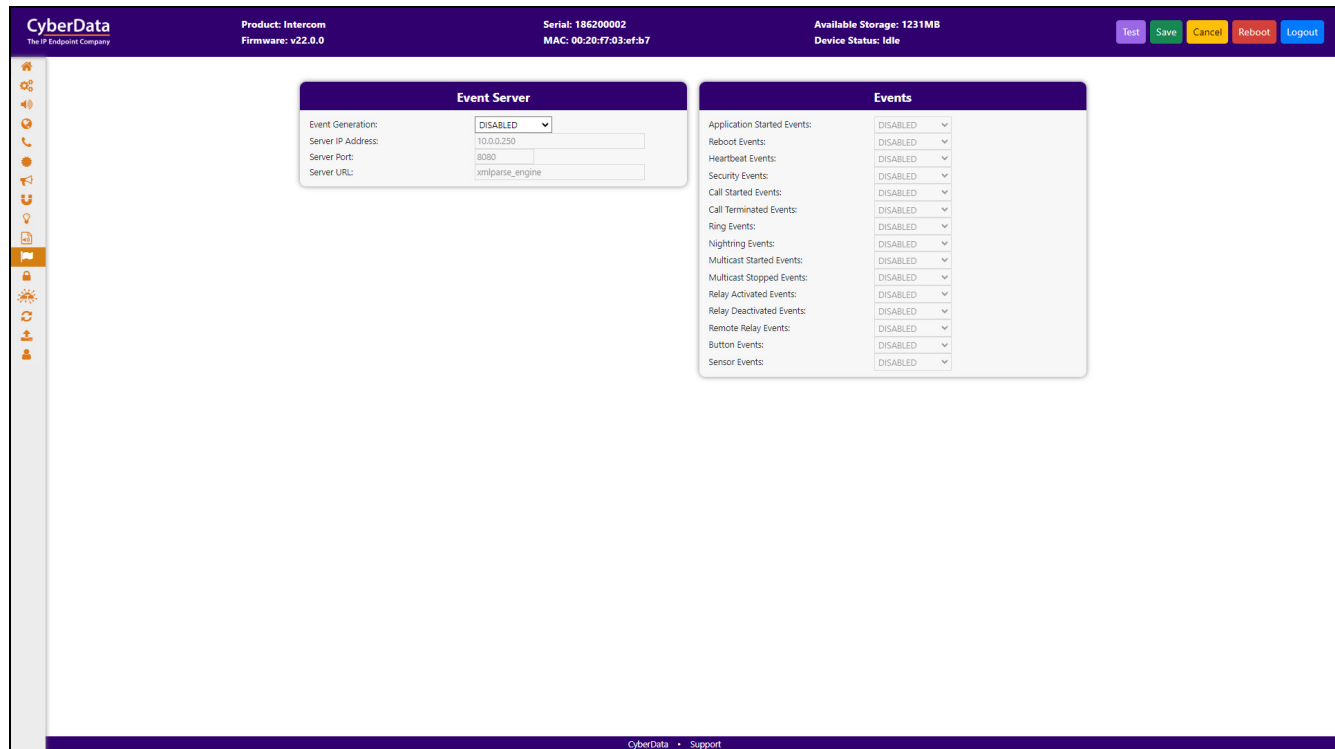 CyberData
The IP Endpoint Company
Product: Intercom
Firmware: v22.0.0
Serial: 186200002
MAC: 00:20:f7:03:ef:b7
Available Storage: 1231MB
Device Status: Idle
Test Save Cancel Reboot Logout
Event Server
Event Generation: DISABLED
Server IP Address: 10.0.0.250
Server Port: 8080
Server URL: xmlparse_engine
Events
Application Started Events: DISABLED
Reboot Events: DISABLED
Heartbeat Events: DISABLED
Security Events: DISABLED
Call Started Events: DISABLED
Call Terminated Events: DISABLED
Ring Events: DISABLED
Nightring Events: DISABLED
Multicast Started Events: DISABLED
Multicast Stopped Events: DISABLED
Relay Activated Events: DISABLED
Relay Deactivated Events: DISABLED
Remote Relay Events: DISABLED
Button Events: DISABLED
Sensor Events: DISABLED
CyberData • Support